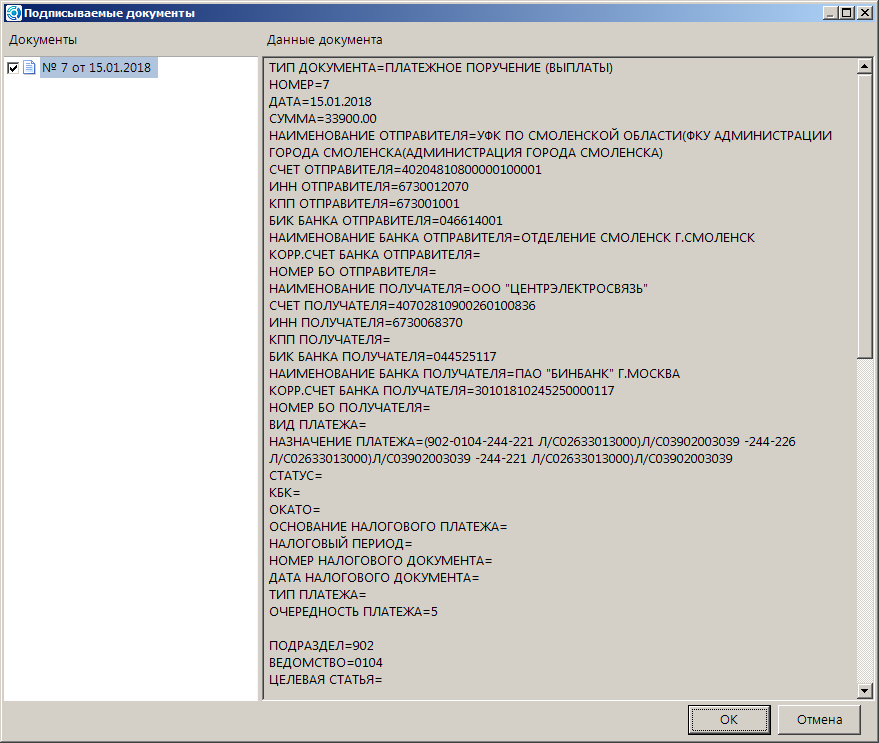 Подписываемые документы
Документы
Данные документа
№ 7 от 15.01.2018
ТИП ДОКУМЕНТА=ПЛАТЕЖНОЕ ПОРУЧЕНИЕ (ВЫПЛАТЫ)
НОМЕР=7
ДАТА=15.01.2018
СУММА=33900.00
НАИМЕНОВАНИЕ ОТПРАВИТЕЛЯ=УФК ПО СМОЛЕНСКОЙ ОБЛАСТИ(ФКУ АДМИНИСТРАЦИИ
ГОРОДА СМОЛЕНСКА(АДМИНИСТРАЦИЯ ГОРОДА СМОЛЕНСКА)
СЧЕТ ОТПРАВИТЕЛЯ=40204810800000100001
ИНН ОТПРАВИТЕЛЯ=6730012070
КПП ОТПРАВИТЕЛЯ=673001001
БИК БАНКА ОТПРАВИТЕЛЯ=046614001
НАИМЕНОВАНИЕ БАНКА ОТПРАВИТЕЛЯ=ОТДЕЛЕНИЕ СМОЛЕНСК Г.СМОЛЕНСК
КОРР.СЧЕТ БАНКА ОТПРАВИТЕЛЯ=
НОМЕР БО ОТПРАВИТЕЛЯ=
НАИМЕНОВАНИЕ ПОЛУЧАТЕЛЯ=ООО "ЦЕНТРЭЛЕКТРОСВЯЗЬ"
СЧЕТ ПОЛУЧАТЕЛЯ=40702810900260100836
ИНН ПОЛУЧАТЕЛЯ=6730068370
КПП ПОЛУЧАТЕЛЯ=
БИК БАНКА ПОЛУЧАТЕЛЯ=044525117
НАИМЕНОВАНИЕ БАНКА ПОЛУЧАТЕЛЯ=ПАО "БИНБАНК" Г.МОСКВА
КОРР.СЧЕТ БАНКА ПОЛУЧАТЕЛЯ=30101810245250000117
НОМЕР БО ПОЛУЧАТЕЛЯ=
ВИД ПЛАТЕЖА=
НАЗНАЧЕНИЕ ПЛАТЕЖА=(902-0104-244-221 Л/С02633013000)Л/С03902003039 -244-226
Л/С02633013000)Л/С03902003039 -244-221 Л/С02633013000)Л/С03902003039
СТАТУС=
КБК=
ОКАТО=
ОСНОВАНИЕ НАЛОГОВОГО ПЛАТЕЖА=
НАЛОГОВЫЙ ПЕРИОД=
НОМЕР НАЛОГОВОГО ДОКУМЕНТА=
ДАТА НАЛОГОВОГО ДОКУМЕНТА=
ТИП ПЛАТЕЖА=
ОЧЕРЕДНОСТЬ ПЛАТЕЖА=5
ПОДРАЗДЕЛ=902
ВЕДОМСТВО=0104
ЦЕЛЕВАЯ СТАТЬЯ=
OK
Отмена